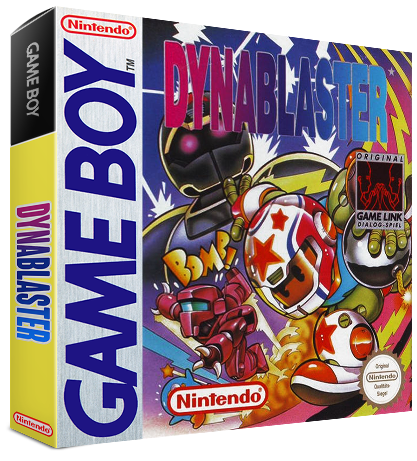 GAME BOY
DYNABLASTER
Nintendo
Nintendo
GAME BOY
TM
DYNABLASTER
ORIGINAL
GAME LINK
DIALOG-SPIEL
BOMP!
Nintendo
Original
Nintendo
Qualitäts-
Siegel